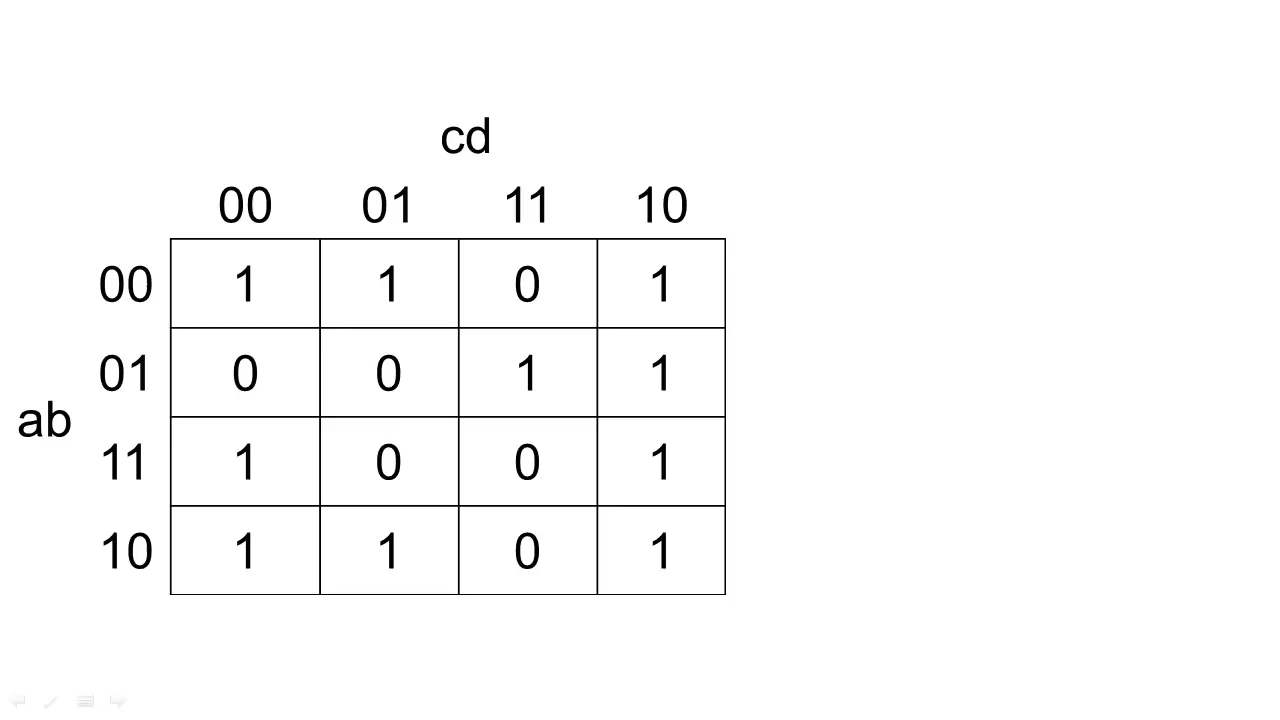 cd
00 01 11 10
00 1 1 0 1
01 0 0 1 1
ab
11 1 0 0 1
10 1 1 0 1